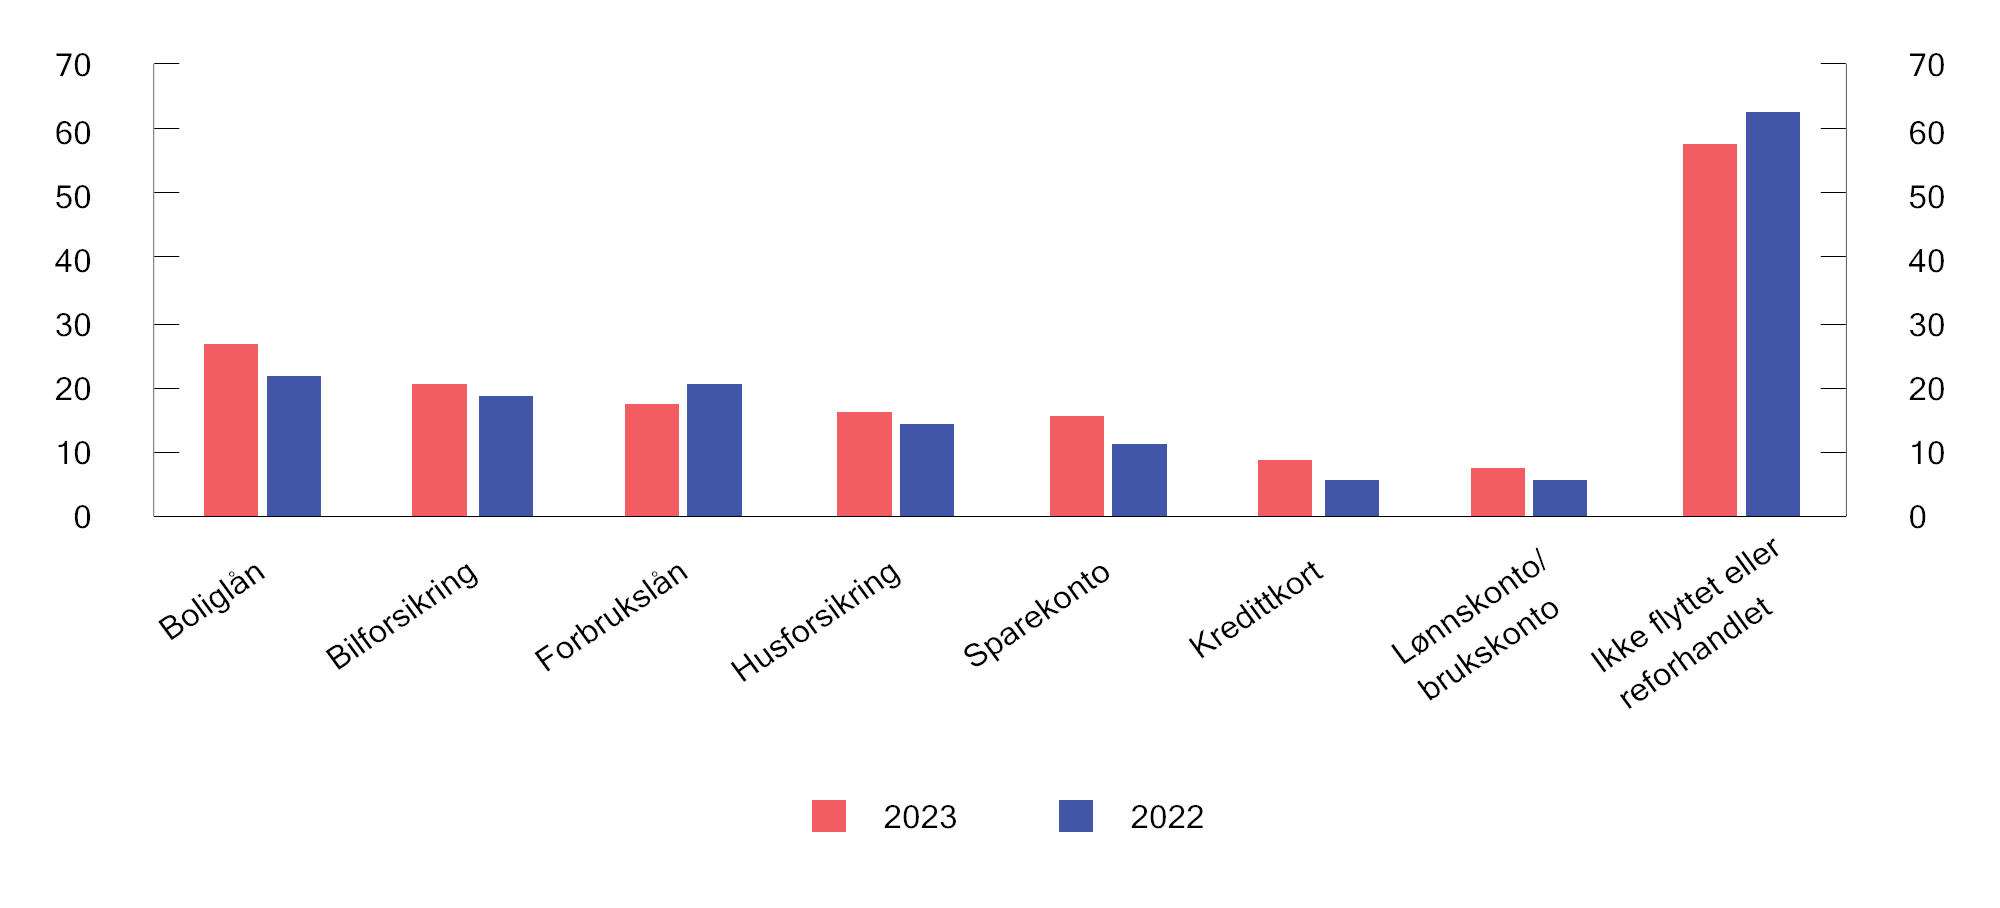 70 70
60 60
50 50
40 40
30 30
20 20
10 10
0 0
Boliglån
Bilforsikring
Forbrukslån
Husforsikring
Sparekonto
Kredittkort
Lønnskonto/
brukskonto
Ikke flyttet eller
reforhandlet
2023 2022